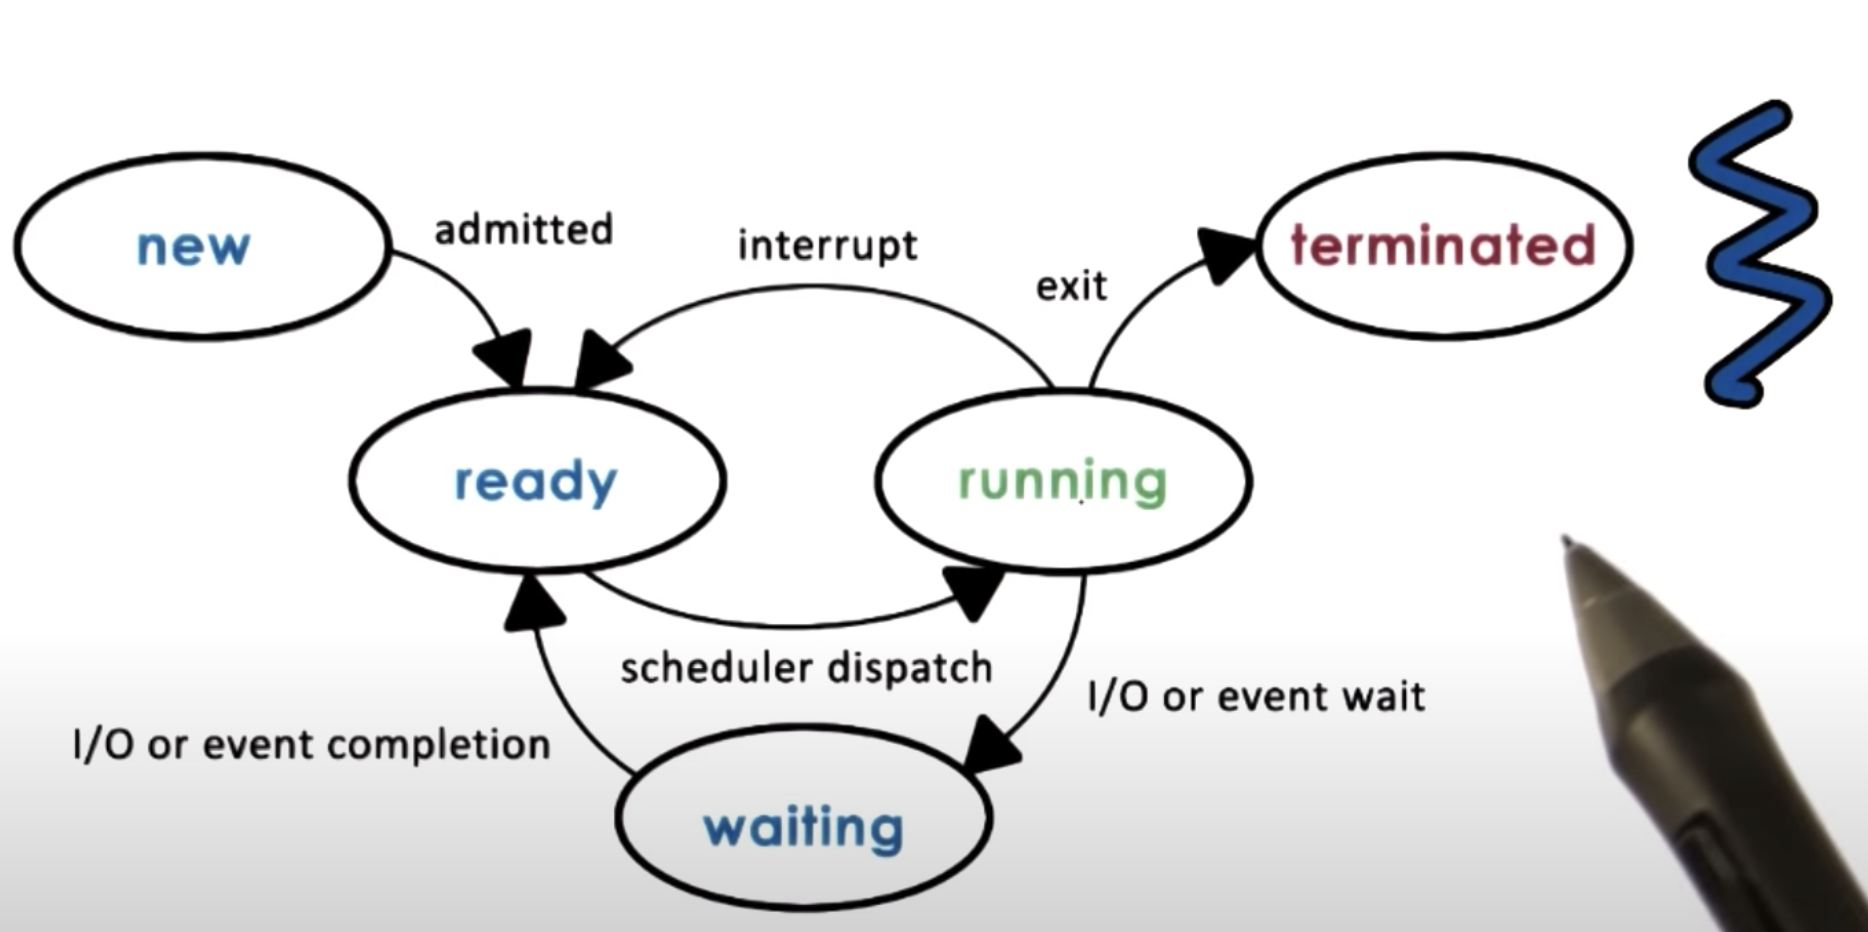 new
admitted
interrupt
exit
terminated
ready
running
scheduler dispatch
I/O or event wait
I/O or event completion
waiting